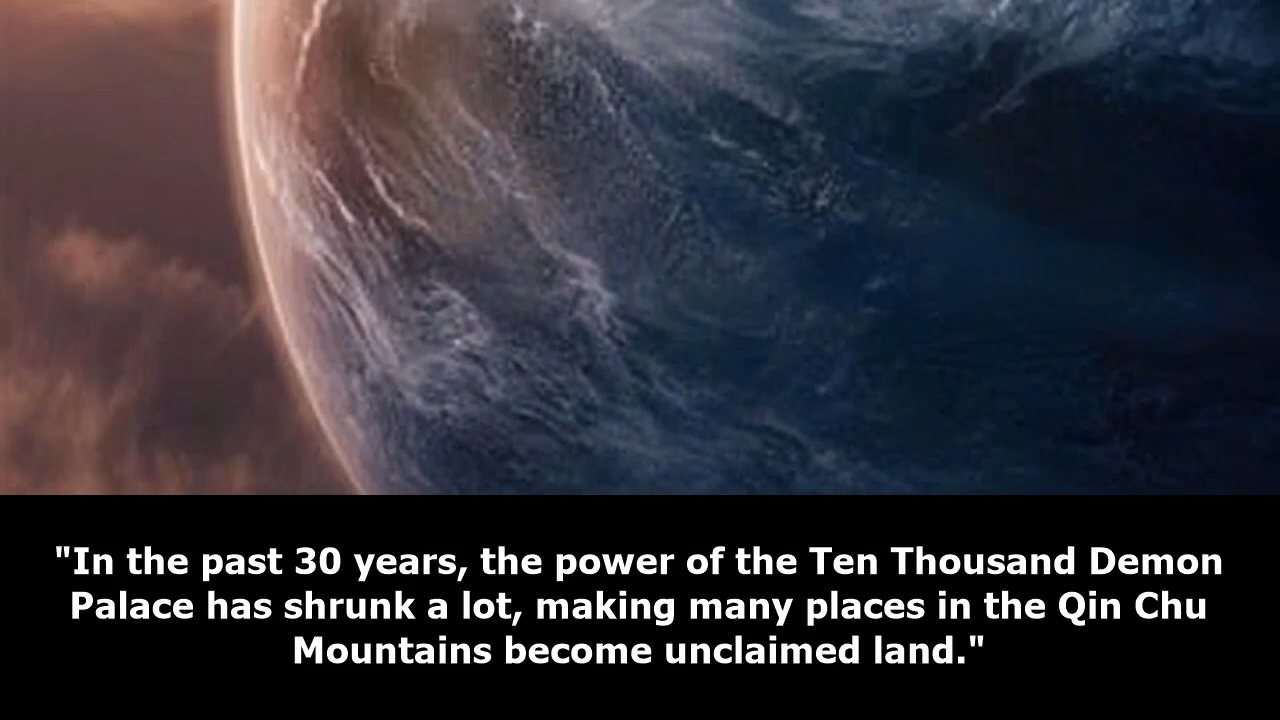 "In the past 30 years, the power of the Ten Thousand Demon
Palace has shrunk a lot, making many places in the Qin Chu
Mountains become unclaimed land."